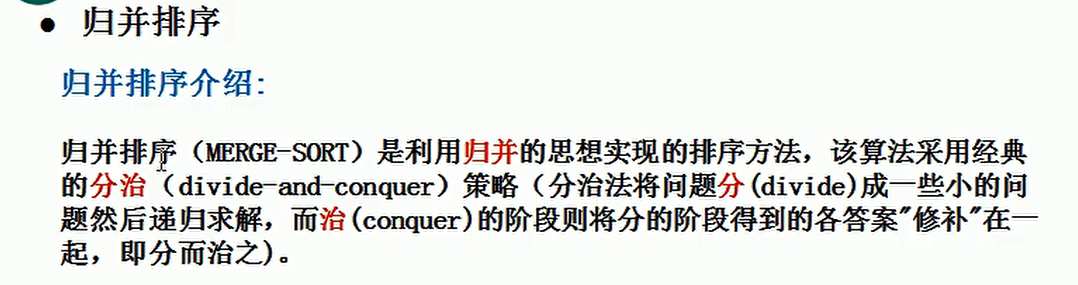 ● 归并排序
归并排序介绍:
归并排序（MERGE-SORT）是利用归并的思想实现的排序方法，该算法采用经典
的分治（divide-and-conquer）策略（分治法将问题分(divide)成一些小的问
题然后递归求解，而治(conquer)的阶段则将分的阶段得到的各答案"修补"在一
起，即分而治之)。